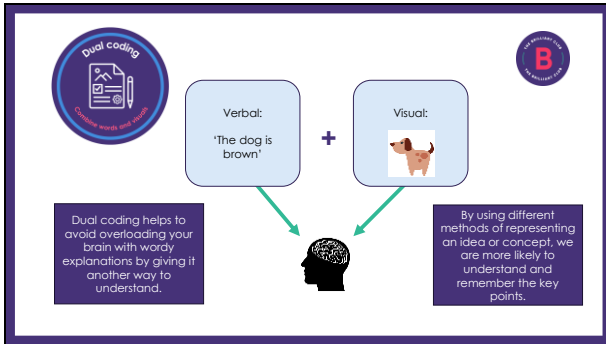 Dual coding
Combine words and visuals
THE BRILLIANT CLUB
B
THE BRILLIANT CLUB
Verbal:
'The dog is
brown'
+
Visual:
Dual coding helps to
avoid overloading your
brain with wordy
explanations by giving it
another way to
understand.
By using different
methods of representing
an idea or concept, we
are more likely to
understand and
remember the key
points.